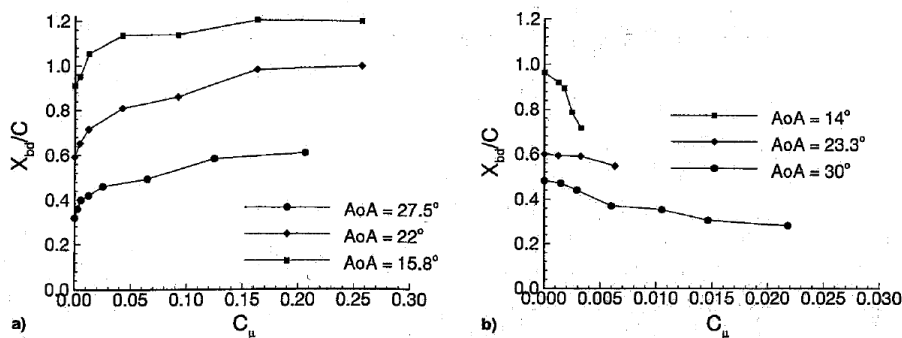 1.2
1.0
0.8
0.6
0.4
0.2
0.0
X_bd/C
0.00 0.05 0.10 0.15 0.20 0.25 0.30
C_μ
AoA = 27.5°
AoA = 22°
AoA = 15.8°
a)
1.2
1.0
0.8
0.6
0.4
0.2
0.0
X_bd/C
0.000 0.005 0.010 0.015 0.020 0.025 0.030
C_μ
AoA = 14°
AoA = 23.3°
AoA = 30°
b)